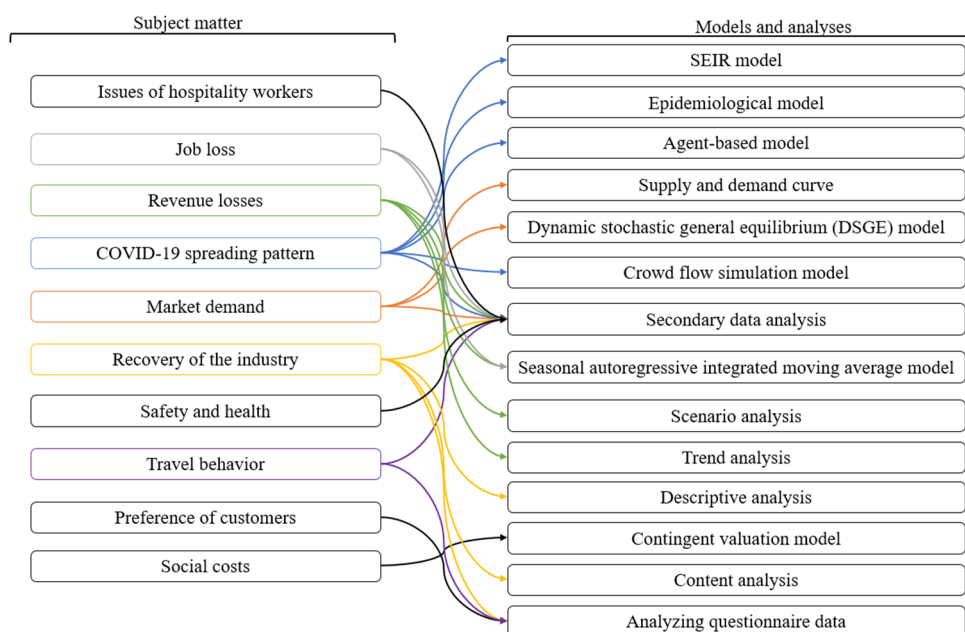 Subject matter
Issues of hospitality workers
Job loss
Revenue losses
COVID-19 spreading pattern
Market demand
Recovery of the industry
Safety and health
Travel behavior
Preference of customers
Social costs
Models and analyses
SEIR model
Epidemiological model
Agent-based model
Supply and demand curve
Dynamic stochastic general equilibrium (DSGE) model
Crowd flow simulation model
Secondary data analysis
Seasonal autoregressive integrated moving average model
Scenario analysis
Trend analysis
Descriptive analysis
Contingent valuation model
Content analysis
Analyzing questionnaire data